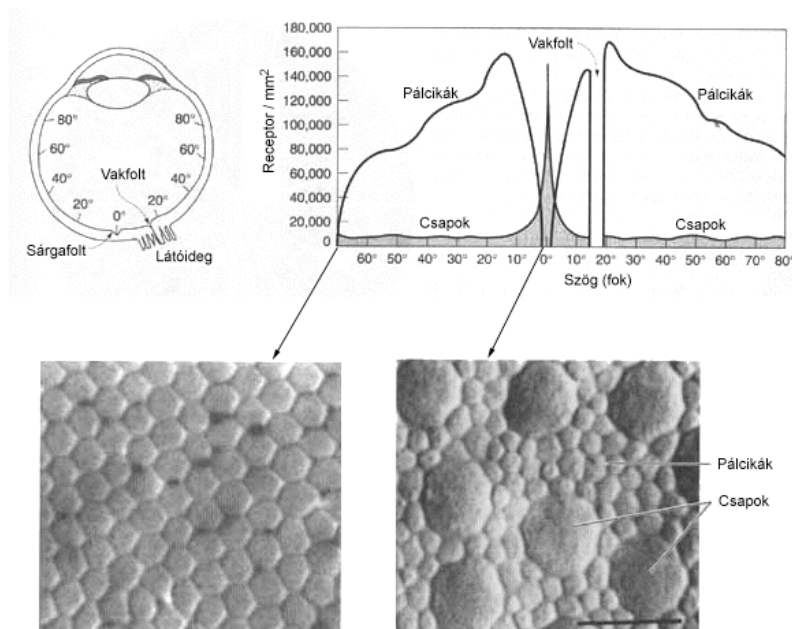 80°
80°
60°
60°
Vakfolt
40°
40°
20°
20°
0°
Sárgafolt
Látóideg
180,000
160,000
140,000
120,000
100,000
80,000
60,000
40,000
20,000
0
Receptor / mm²
Vakfolt
Pálcikák
Pálcikák
Csapok
Csapok
60° 50° 40° 30° 20° 10° 0° 10° 20° 30° 40° 50° 60° 70° 80°
Szög (fok)
Pálcikák
Csapok